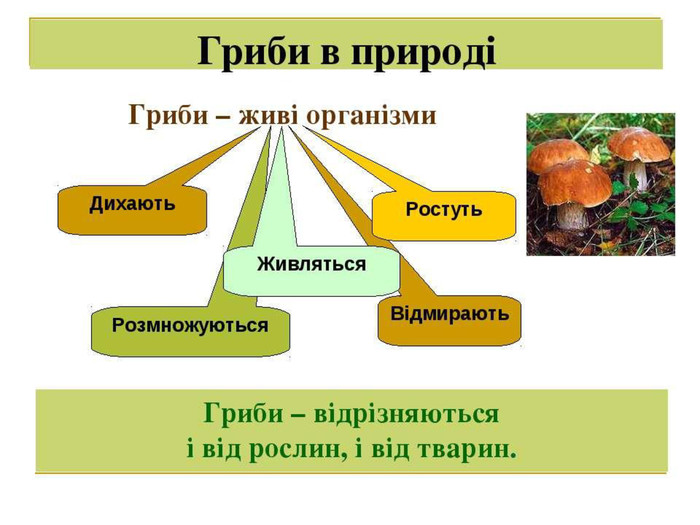 Гриби в природі
Гриби – живі організми
Дихають
Ростуть
Живляться
Розмножуються
Відмирають
Гриби – відрізняються
і від рослин, і від тварин.